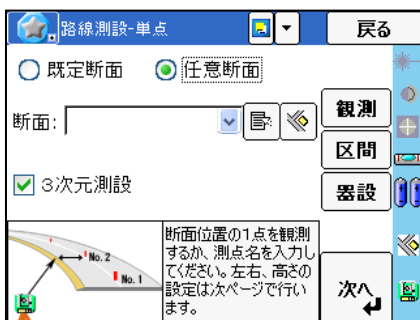 路線測設-単点
戻る
既定断面 任意断面
断面:
観測
区間
3次元測設
器設
No. 2
No. 1
断面位置の1点を観測
するか、測点名を入力し
てください。左右、高さの
設定は次ページで行い
ます。
次へ